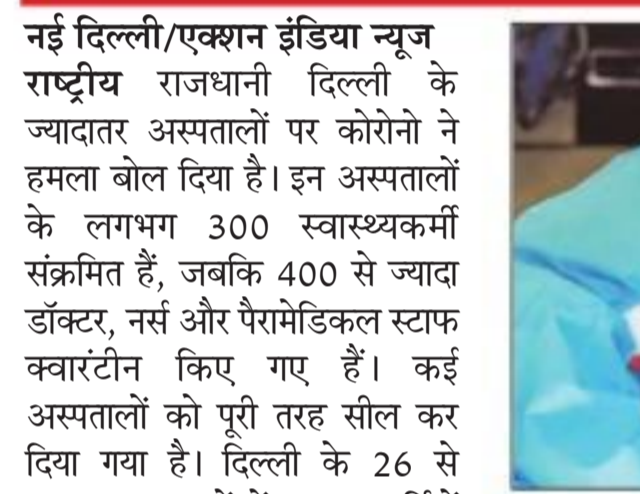 नई दिल्ली/एक्शन इंडिया न्यूज
राष्ट्रीय राजधानी दिल्ली के
ज्यादातर अस्पतालों पर कोरोनो ने
हमला बोल दिया है। इन अस्पतालों
के लगभग 300 स्वास्थ्यकर्मी
संक्रमित हैं, जबकि 400 से ज्यादा
डॉक्टर, नर्स और पैरामेडिकल स्टाफ
क्वारंटीन किए गए हैं। कई
अस्पतालों को पूरी तरह सील कर
दिया गया है। दिल्ली के 26 से